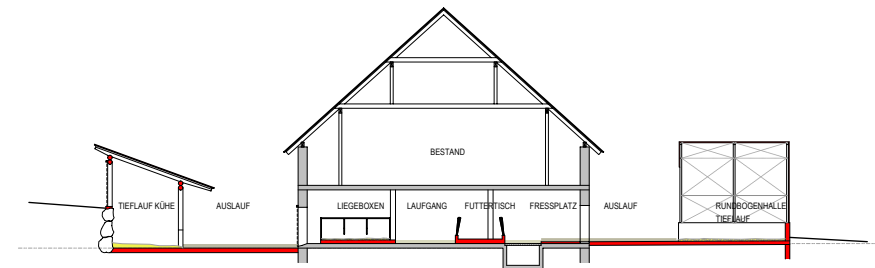 BESTAND
TIEFLAUF KÜHE
AUSLAUF
LIEGEBOXEN
LAUFGANG
FUTTERTISCH
FRESSPLATZ
AUSLAUF
RUNDBOGENHALLE
TIEFLAUF